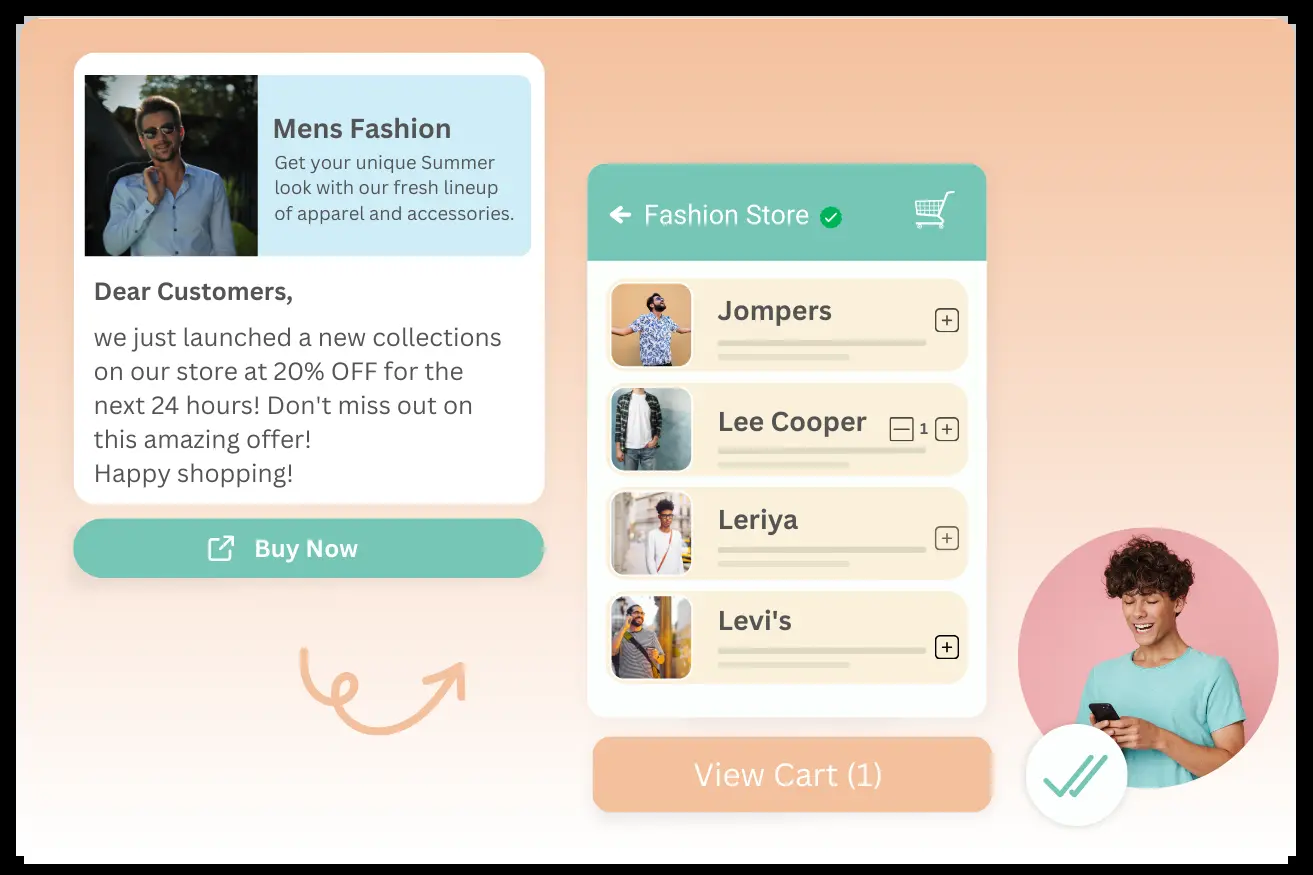 Mens Fashion
Get your unique Summer
look with our fresh lineup
of apparel and accessories.
Dear Customers,
we just launched a new collections
on our store at 20% OFF for the
next 24 hours! Don't miss out on
this amazing offer!
Happy shopping!
Buy Now
Fashion Store
Jompers
Lee Cooper
1
Leriya
Levi's
View Cart (1)